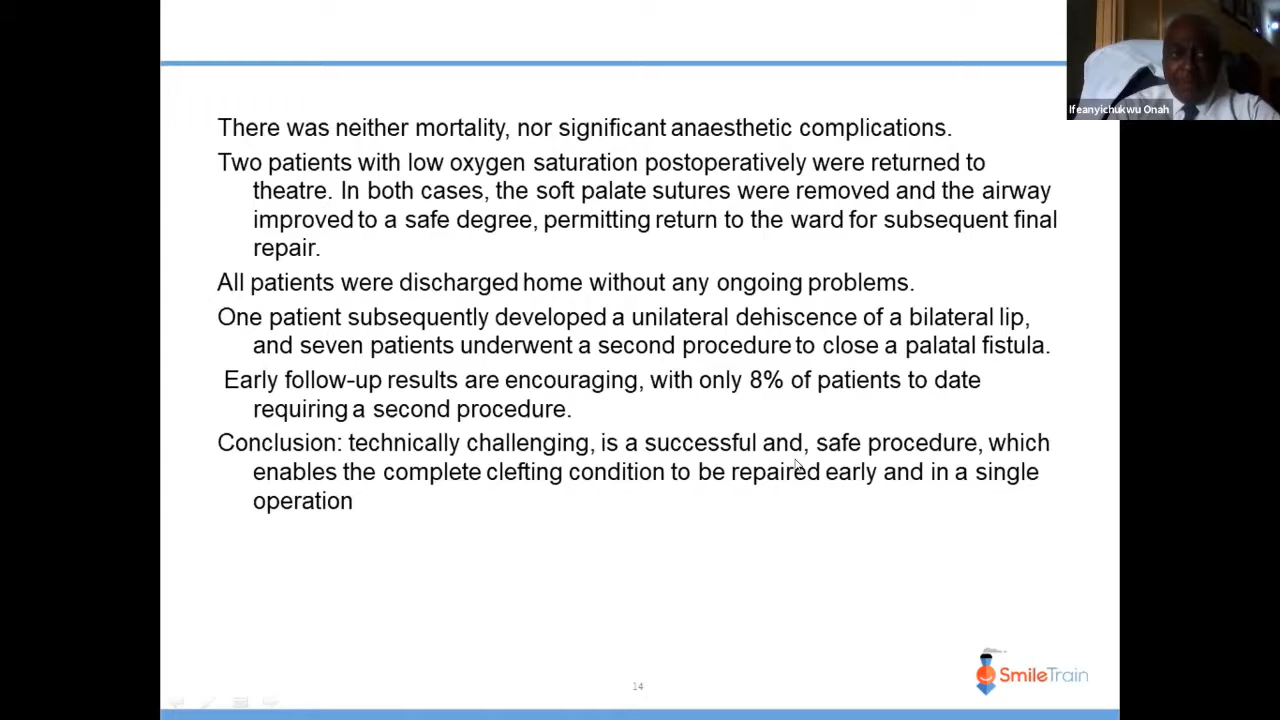 Ifeanyichukwu Onah
There was neither mortality, nor significant anaesthetic complications.
Two patients with low oxygen saturation postoperatively were returned to
theatre. In both cases, the soft palate sutures were removed and the airway
improved to a safe degree, permitting return to the ward for subsequent final
repair.
All patients were discharged home without any ongoing problems.
One patient subsequently developed a unilateral dehiscence of a bilateral lip,
and seven patients underwent a second procedure to close a palatal fistula.
Early follow-up results are encouraging, with only 8% of patients to date
requiring a second procedure.
Conclusion: technically challenging, is a successful and, safe procedure, which
enables the complete clefting condition to be repaired early and in a single
operation
14
SmileTrain